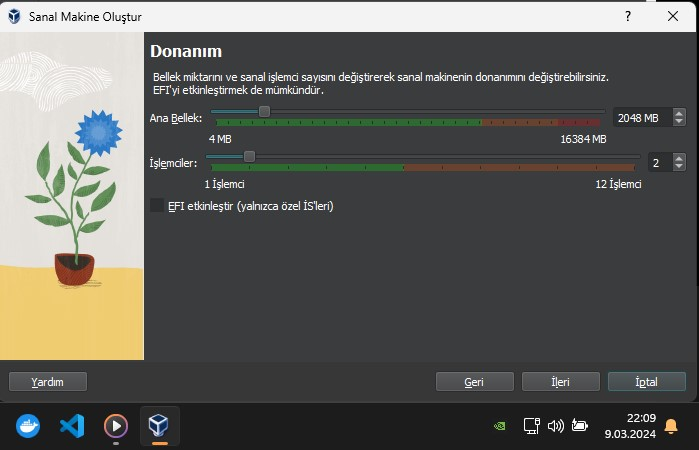 Sanal Makine Oluştur
?
Donanım
Bellek miktarını ve sanal işlemci sayısını değiştirerek sanal makinenin donanımını değiştirebilirsiniz.
EFI'yi etkinleştirmek de mümkündür.
Ana Bellek:
2048 MB
4 MB
16384 MB
İşlemciler:
2
1 İşlemci
12 İşlemci
EFI etkinleştir (yalnızca özel İS'leri)
Yardım
Geri
İleri
İptal
22:09
9.03.2024